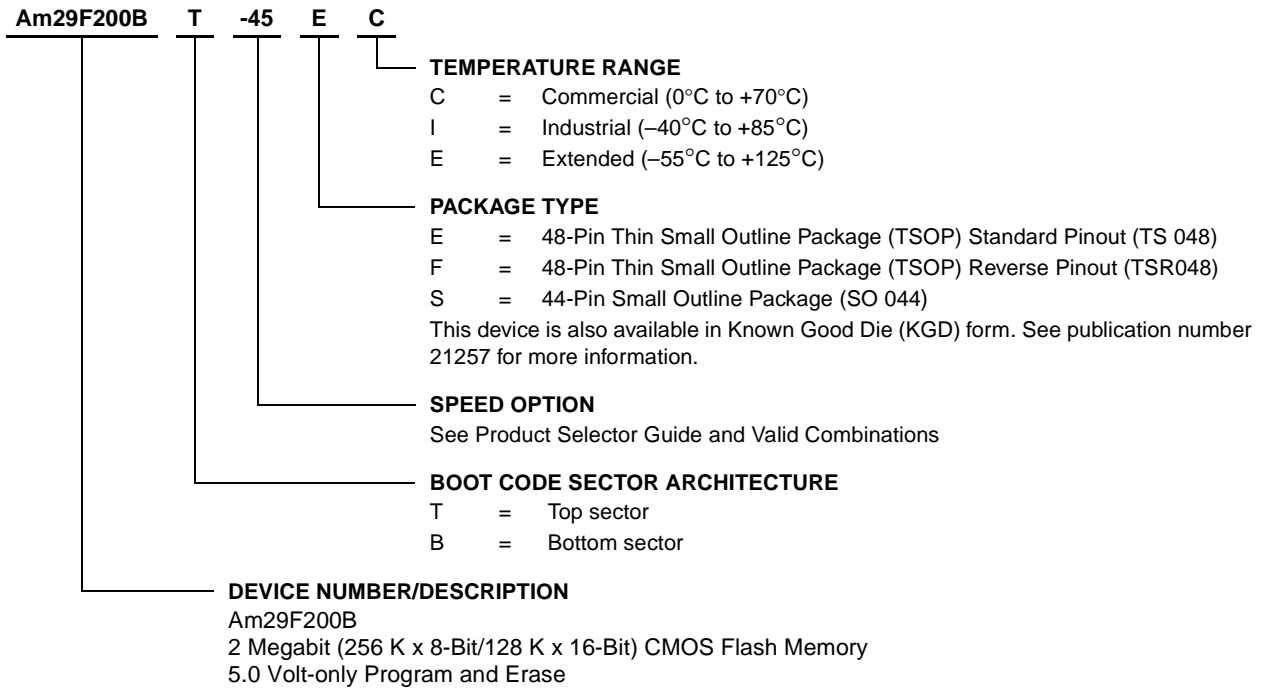 Am29F200B T -45 E C
TEMPERATURE RANGE
C = Commercial (0°C to +70°C)
I = Industrial (–40°C to +85°C)
E = Extended (–55°C to +125°C)
PACKAGE TYPE
E = 48-Pin Thin Small Outline Package (TSOP) Standard Pinout (TS 048)
F = 48-Pin Thin Small Outline Package (TSOP) Reverse Pinout (TSR048)
S = 44-Pin Small Outline Package (SO 044)
This device is also available in Known Good Die (KGD) form. See publication number
21257 for more information.
SPEED OPTION
See Product Selector Guide and Valid Combinations
BOOT CODE SECTOR ARCHITECTURE
T = Top sector
B = Bottom sector
DEVICE NUMBER/DESCRIPTION
Am29F200B
2 Megabit (256 K x 8-Bit/128 K x 16-Bit) CMOS Flash Memory
5.0 Volt-only Program and Erase